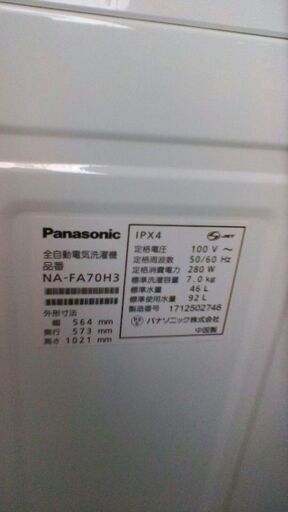 Panasonic
全自動電気洗濯機
品番
NA-FA70H3
外形寸法
幅 564 mm
奥行 573 mm
高さ 1021 mm
IPX4
JET
定格電圧 100 V ～
定格周波数 50/60 Hz
定格消費電力 280 W
標準洗濯容量 7.0 kg
標準水量 46 L
標準使用水量 92 L
製造番号 1712502746
パナソニック株式会社
中国製